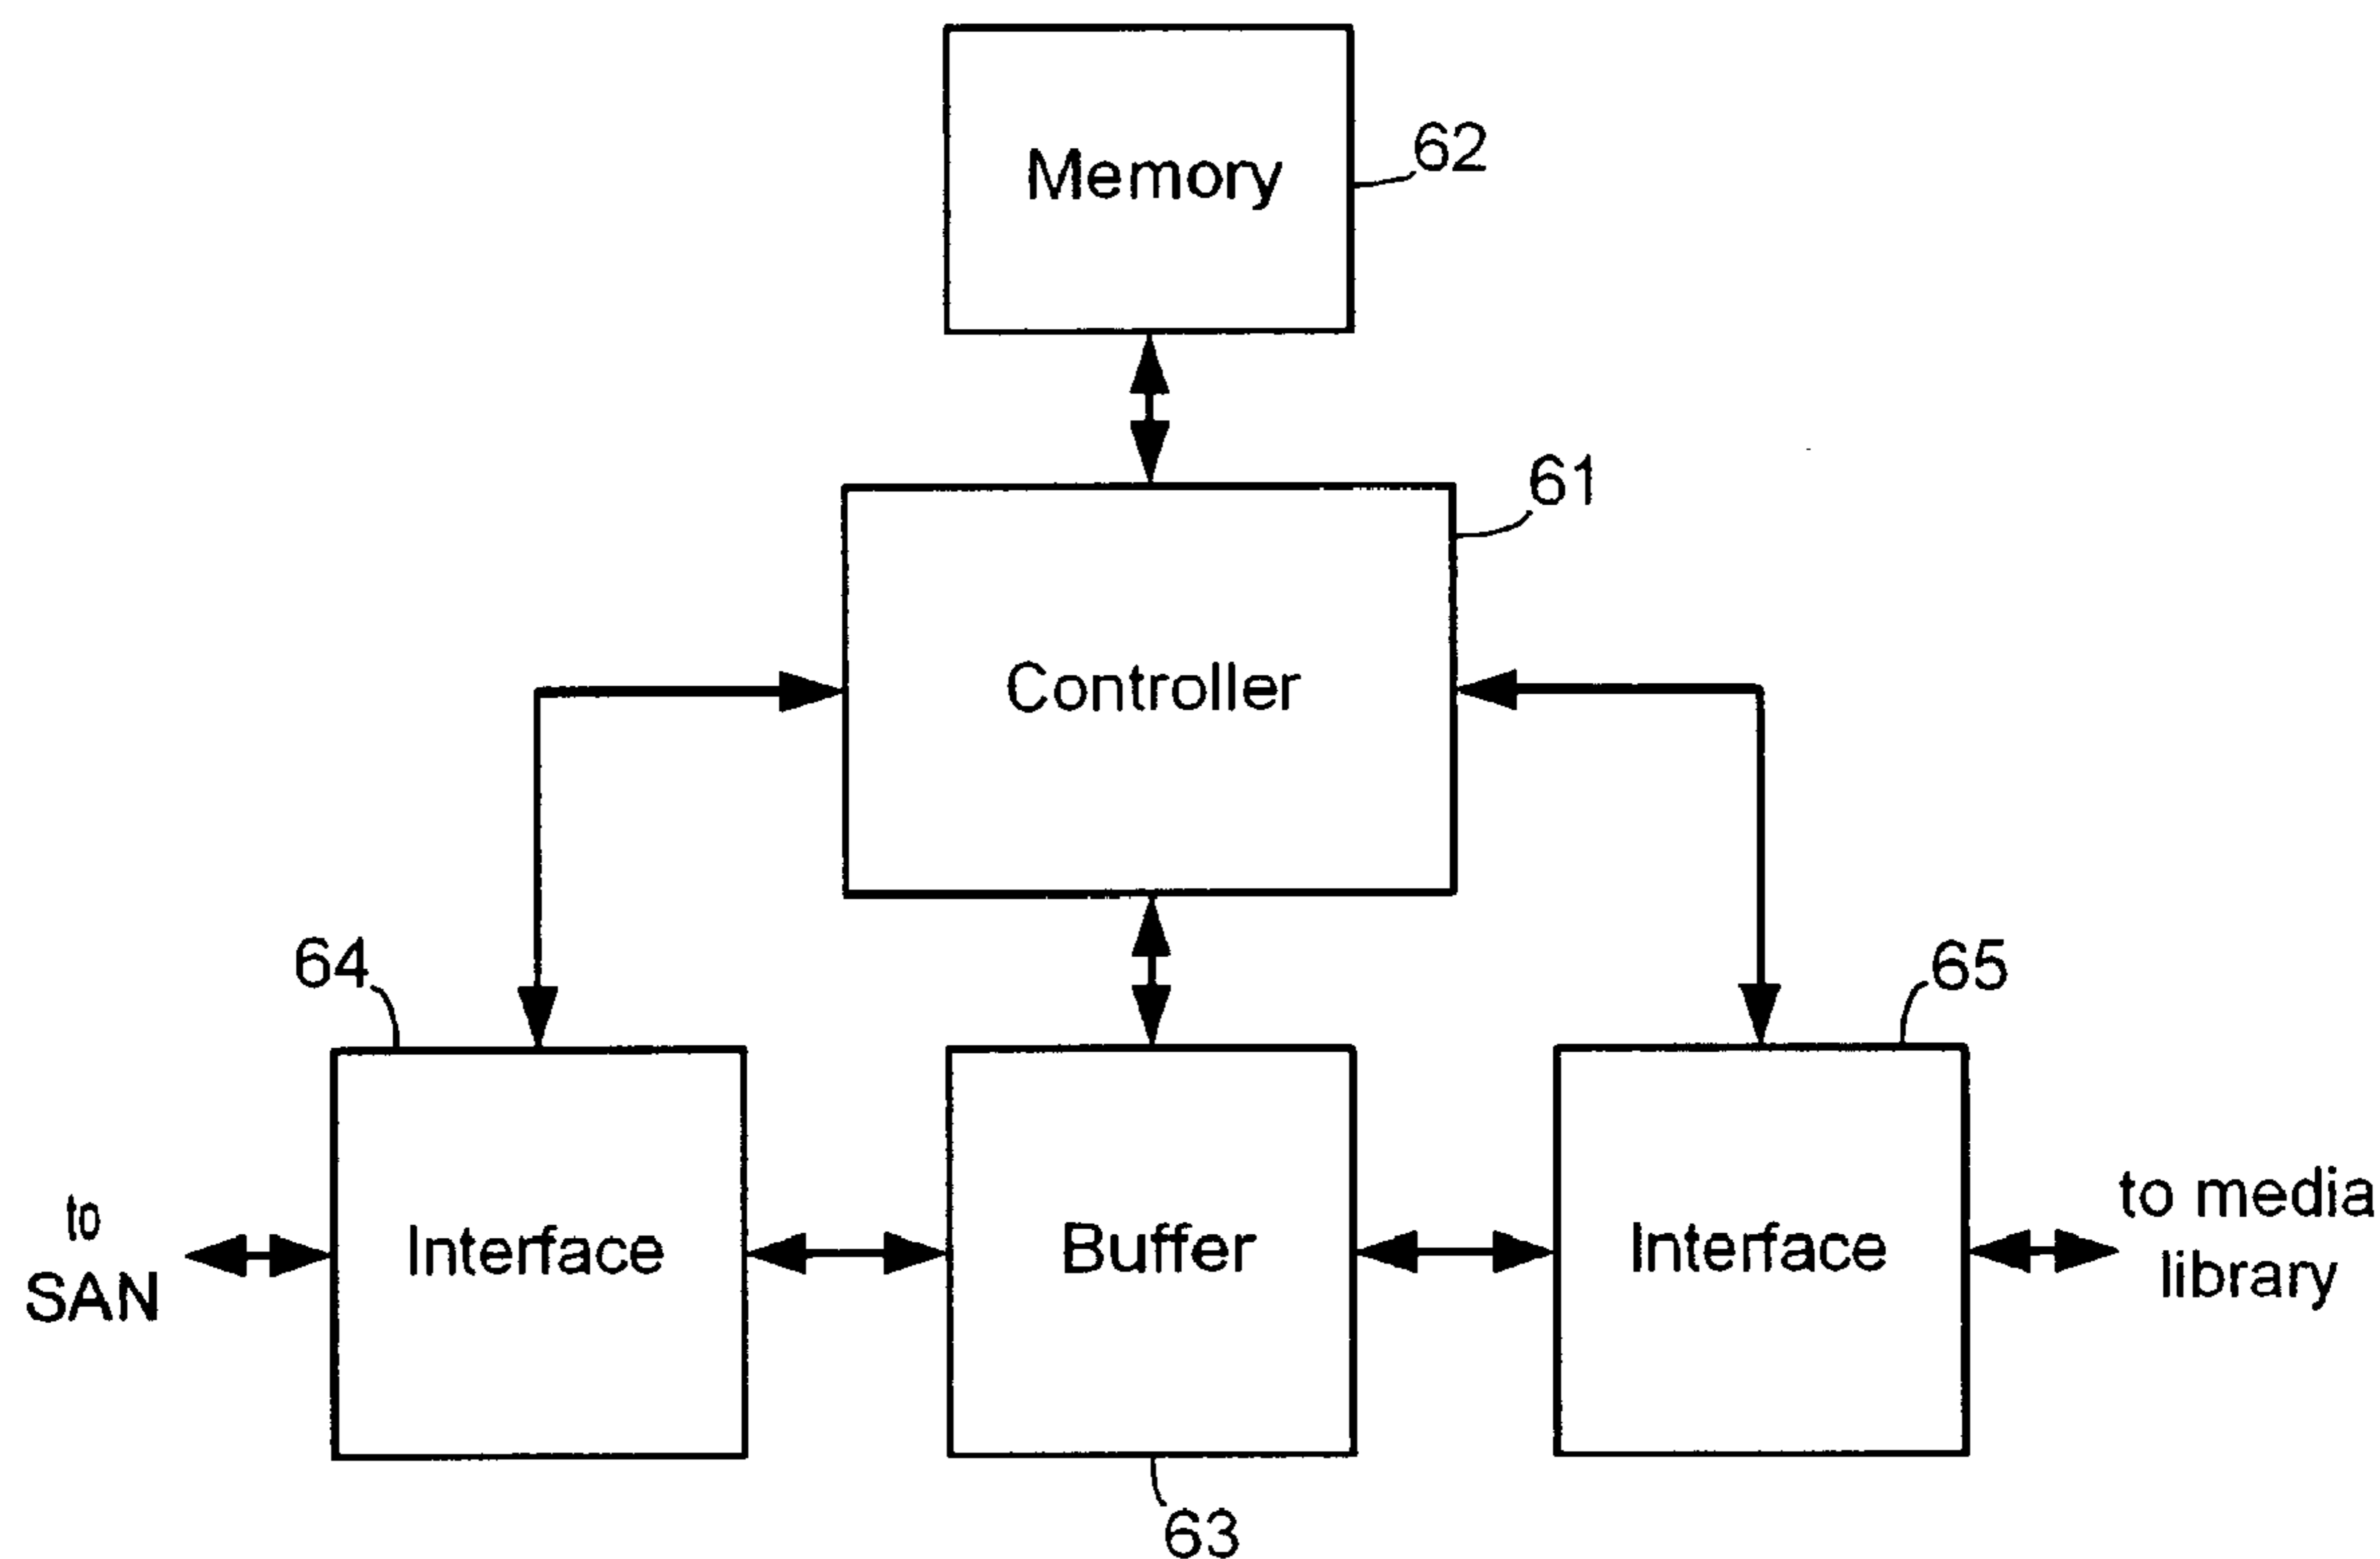 Memory
62
61
Controller
64
65
to
SAN
Interface
Buffer
Interface
to media
library
63